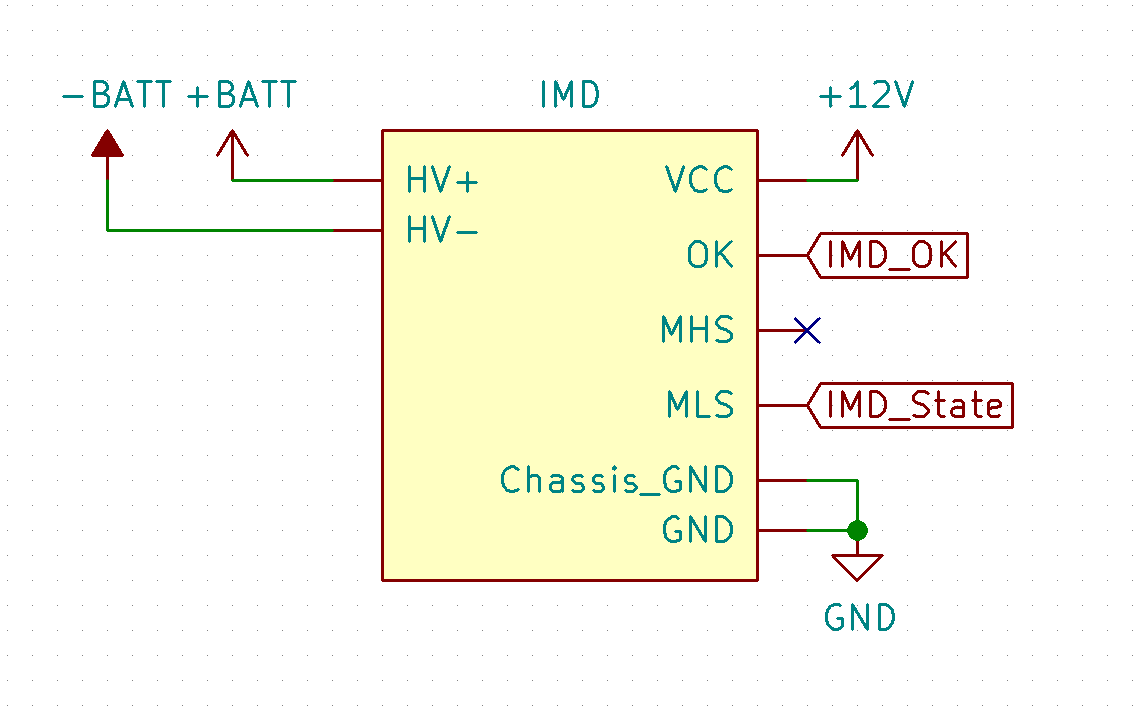 -BATT
+BATT
IMD
+12V
HV+
HV-
VCC
OK
IMD_OK
MHS
MLS
IMD_State
Chassis_GND
GND
GND